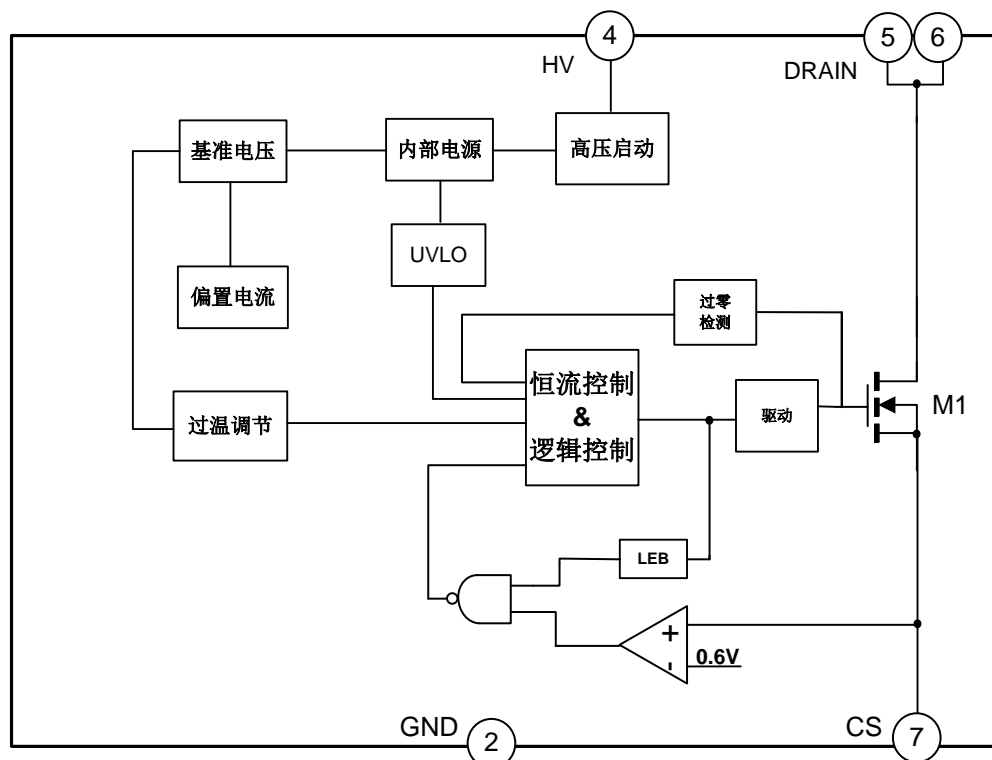 4
5
6
HV
DRAIN
基准电压
内部电源
高压启动
UVLO
偏置电流
过零
检测
恒流控制
&
逻辑控制
过温调节
驱动
M1
LEB
+
-
0.6V
GND
2
CS
7